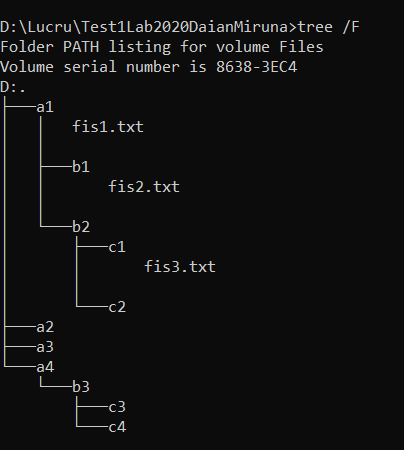 D:\Lucru\Test1Lab2020DaianMiruna>tree /F
Folder PATH listing for volume Files
Volume serial number is 8638-3EC4
D:.
├───a1
│   │   fis1.txt
│   │
│   ├───b1
│   │       fis2.txt
│   │
│   └───b2
│       ├───c1
│       │       fis3.txt
│       │
│       └───c2
├───a2
├───a3
└───a4
    └───b3
        ├───c3
        └───c4